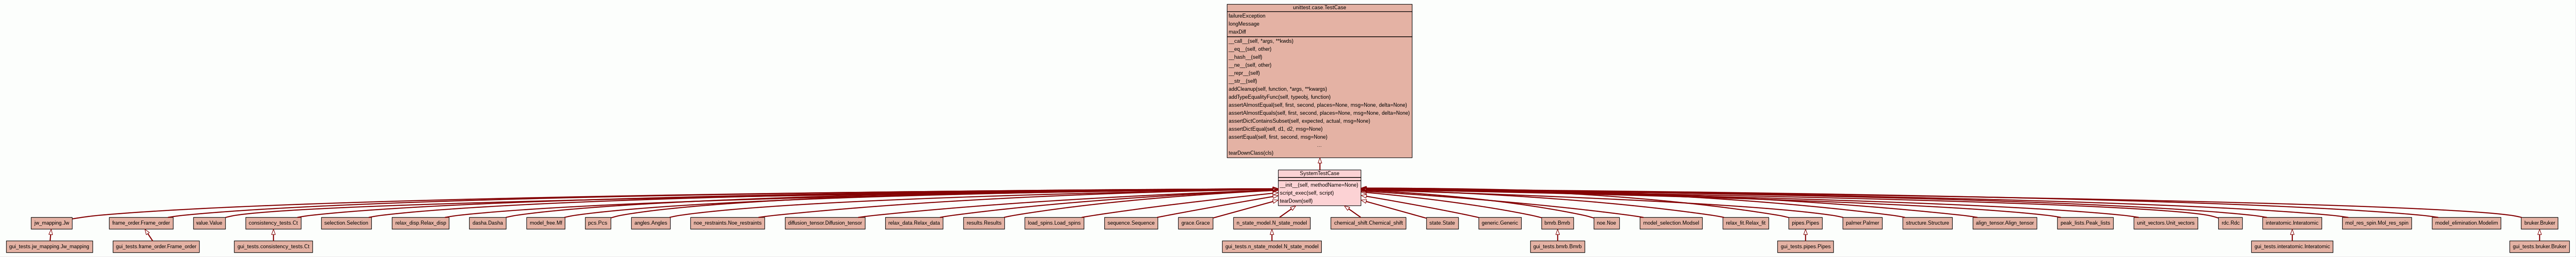 unittest.case.TestCase
failureException
longMessage
maxDiff
__call__(self, *args, **kwds)
__eq__(self, other)
__hash__(self)
__ne__(self, other)
__repr__(self)
__str__(self)
addCleanup(self, function, *args, **kwargs)
addTypeEqualityFunc(self, typeobj, function)
assertAlmostEqual(self, first, second, places=None, msg=None, delta=None)
assertAlmostEquals(self, first, second, places=None, msg=None, delta=None)
assertDictContainsSubset(self, expected, actual, msg=None)
assertDictEqual(self, d1, d2, msg=None)
assertEqual(self, first, second, msg=None)
...
tearDownClass(cls)
SystemTestCase
__init__(self, methodName=None)
script_exec(self, script)
tearDown(self)
jw_mapping.Jw
frame_order.Frame_order
value.Value
consistency_tests.Ct
selection.Selection
relax_disp.Relax_disp
dasha.Dasha
model_free.Mf
pcs.Pcs
angles.Angles
noe_restraints.Noe_restraints
diffusion_tensor.Diffusion_tensor
relax_data.Relax_data
results.Results
load_spins.Load_spins
sequence.Sequence
grace.Grace
n_state_model.N_state_model
chemical_shift.Chemical_shift
state.State
generic.Generic
bmrb.Bmrb
noe.Noe
model_selection.Modsel
relax_fit.Relax_fit
pipes.Pipes
palmer.Palmer
structure.Structure
align_tensor.Align_tensor
peak_lists.Peak_lists
unit_vectors.Unit_vectors
rdc.Rdc
interatomic.Interatomic
mol_res_spin.Mol_res_spin
model_elimination.Modelim
bruker.Bruker
gui_tests.jw_mapping.Jw_mapping
gui_tests.frame_order.Frame_order
gui_tests.consistency_tests.Ct
gui_tests.n_state_model.N_state_model
gui_tests.bmrb.Bmrb
gui_tests.pipes.Pipes
gui_tests.interatomic.Interatomic
gui_tests.bruker.Bruker